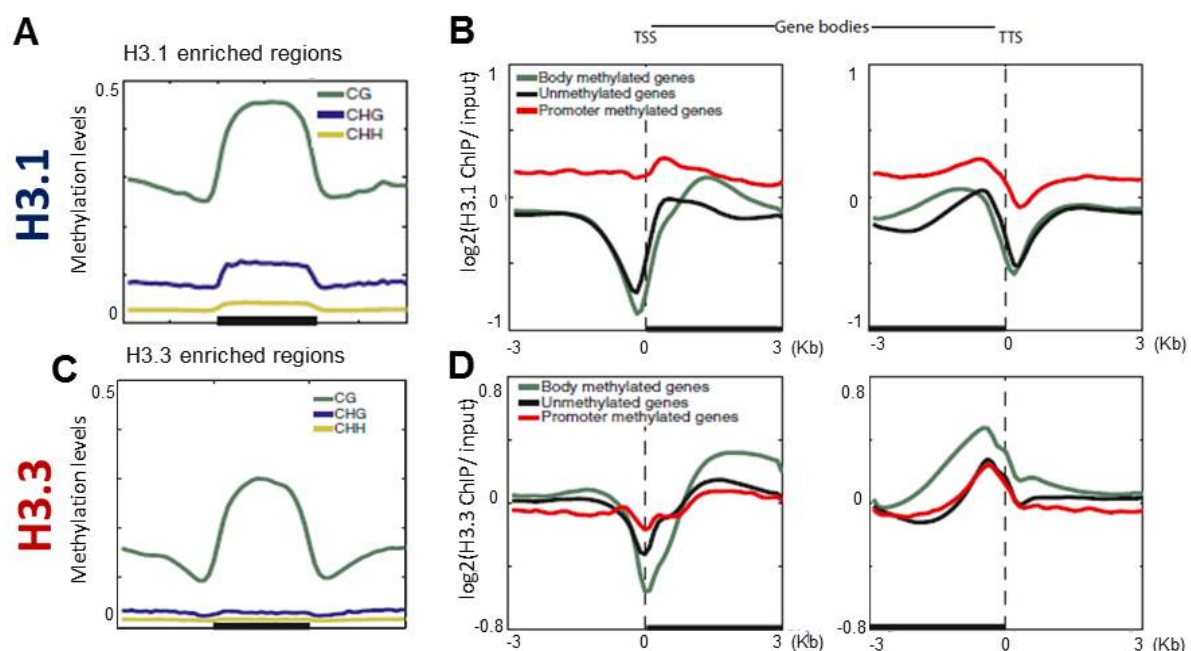 A
H3.1 enriched regions
H3.1
Methylation levels
0.5
0
CG
CHG
CHH
B
Gene bodies
TSS
TTS
log2(H3.1 ChIP/ input)
1
0
-1
Body methylated genes
Unmethylated genes
Promoter methylated genes
-3
0
3
(Kb)
1
0
-1
-3
0
3
(Kb)
C
H3.3 enriched regions
H3.3
Methylation levels
0.5
0
CG
CHG
CHH
D
log2(H3.3 ChIP/ input)
0.8
0
-0.8
Body methylated genes
Unmethylated genes
Promoter methylated genes
-3
0
3
(Kb)
0.8
0
-0.8
-3
0
3
(Kb)